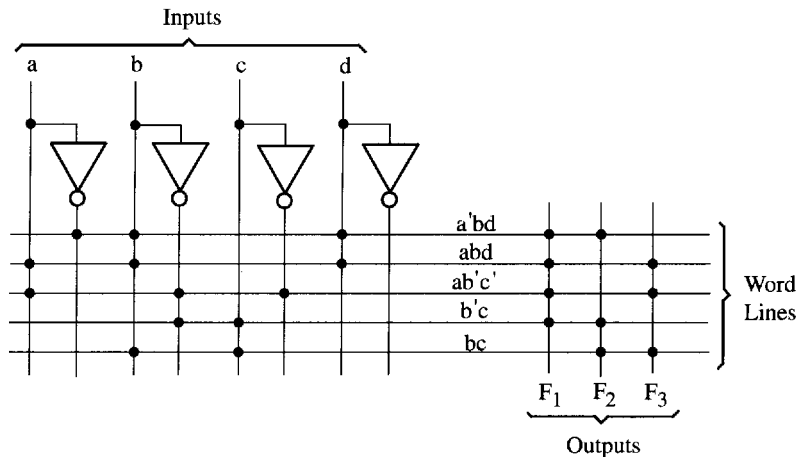 Inputs
a b c d
a'bd
abd
ab'c'
b'c
bc
Word
Lines
F₁ F₂ F₃
Outputs